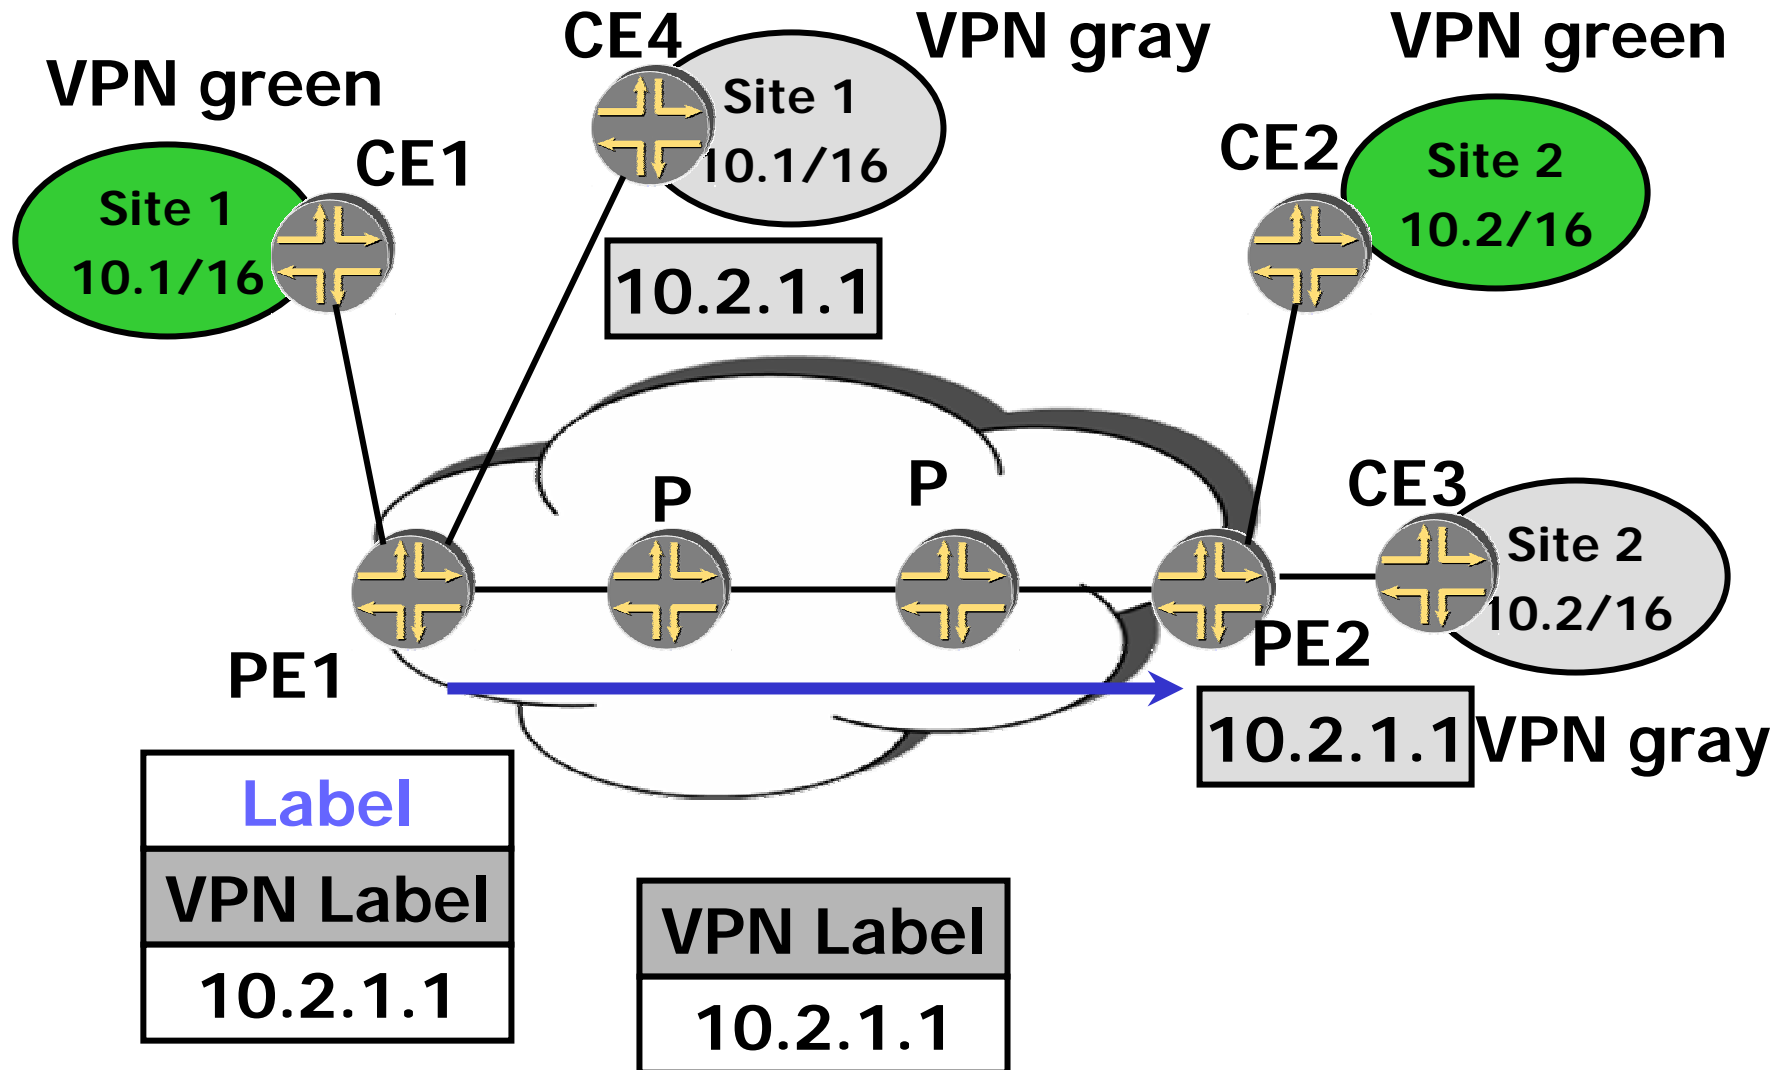 CE4
VPN gray
VPN green
VPN green
Site 1
10.1/16
CE1
CE2
Site 2
10.2/16
Site 1
10.1/16
10.2.1.1
P
P
CE3
Site 2
10.2/16
PE1
PE2
10.2.1.1
VPN gray
Label
VPN Label
10.2.1.1
VPN Label
10.2.1.1